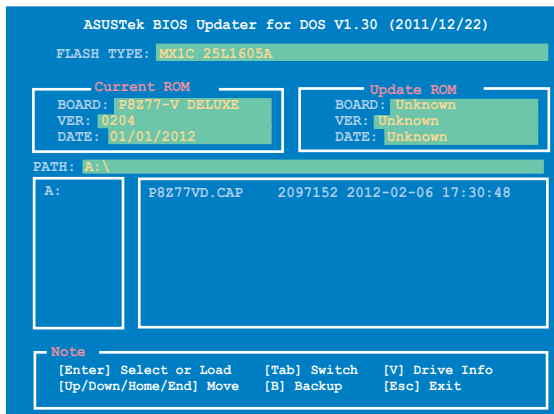 ASUSTek BIOS Updater for DOS V1.30 (2011/12/22)
FLASH TYPE: MX1C 25L1605A
Current ROM
BOARD: P8Z77-V DELUXE
VER: 0204
DATE: 01/01/2012
Update ROM
BOARD: Unknown
VER: Unknown
DATE: Unknown
PATH: A:\
A:
P8Z77VD.CAP 2097152 2012-02-06 17:30:48
Note
[Enter] Select or Load [Tab] Switch [V] Drive Info
[Up/Down/Home/End] Move [B] Backup [Esc] Exit